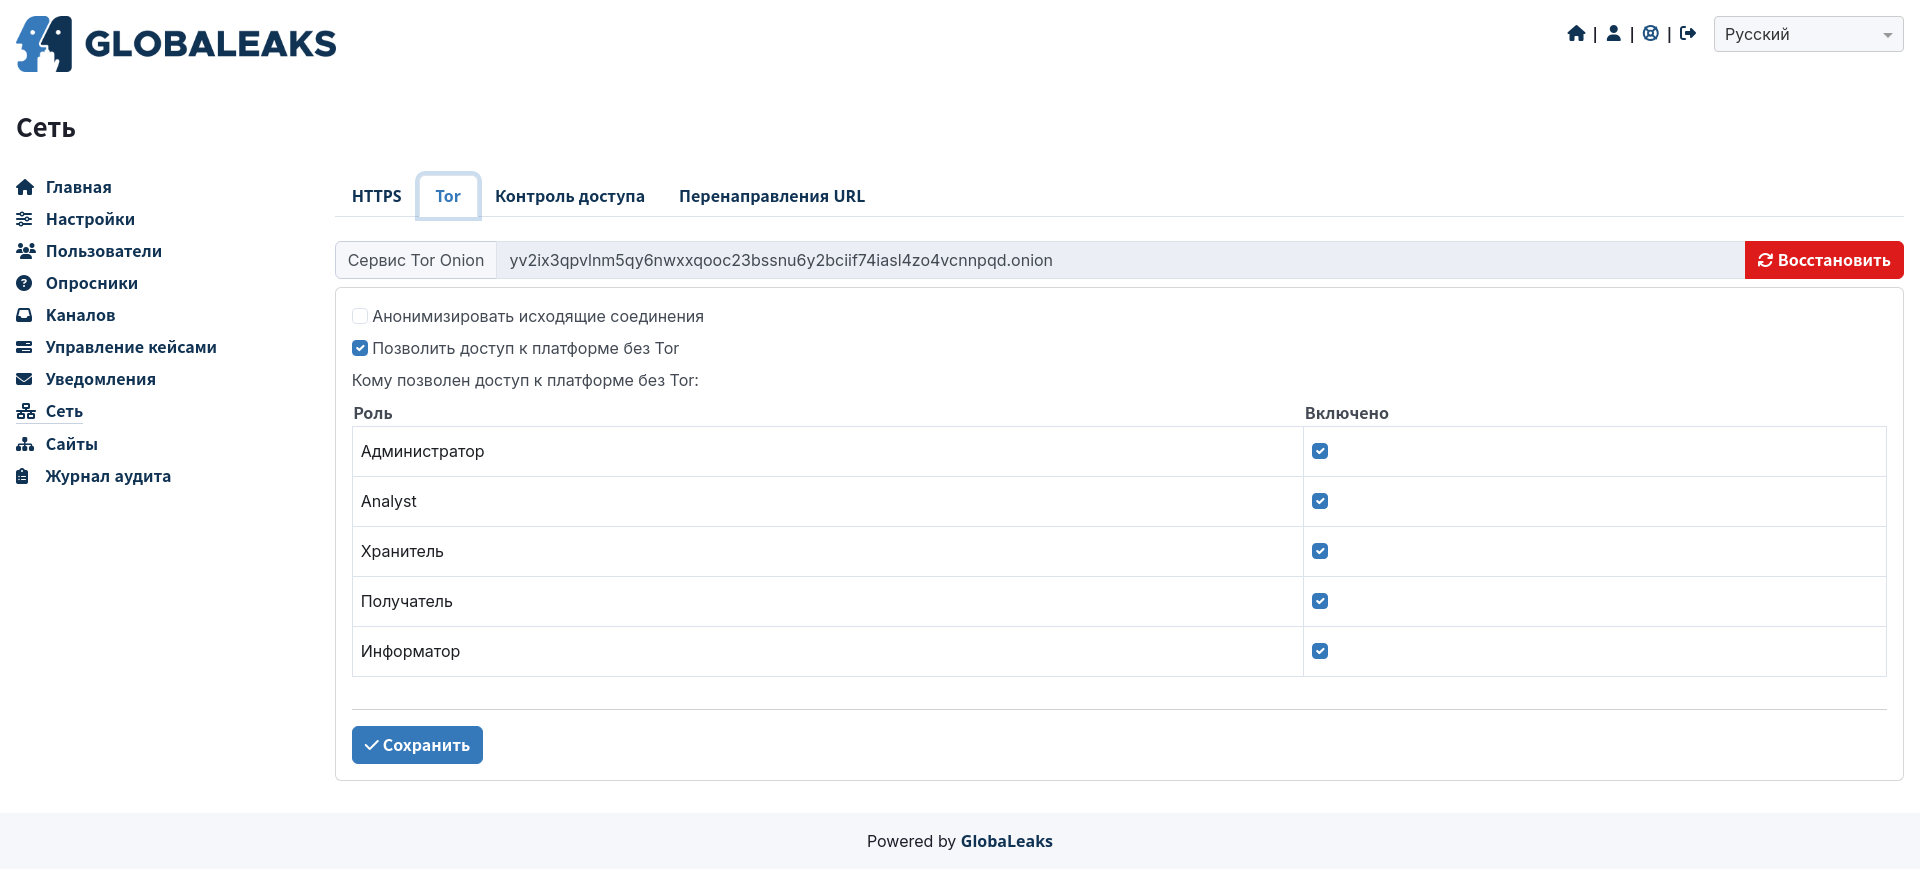 GLOBALEAKS
| | |
Русский
Сеть
Главная
Настройки
Пользователи
Опросники
Каналов
Управление кейсами
Уведомления
Сеть
Сайты
Журнал аудита
HTTPS Tor Контроль доступа Перенаправления URL
Сервис Tor Onion yv2ix3qpvlnm5qy6nwxxqooc23bssnu6y2bciif74iasl4zo4vcnnpqd.onion Восстановить
Анонимизировать исходящие соединения
Позволить доступ к платформе без Tor
Кому позволен доступ к платформе без Tor:
Роль Включено
Администратор
Analyst
Хранитель
Получатель
Информатор
Сохранить
Powered by GlobaLeaks